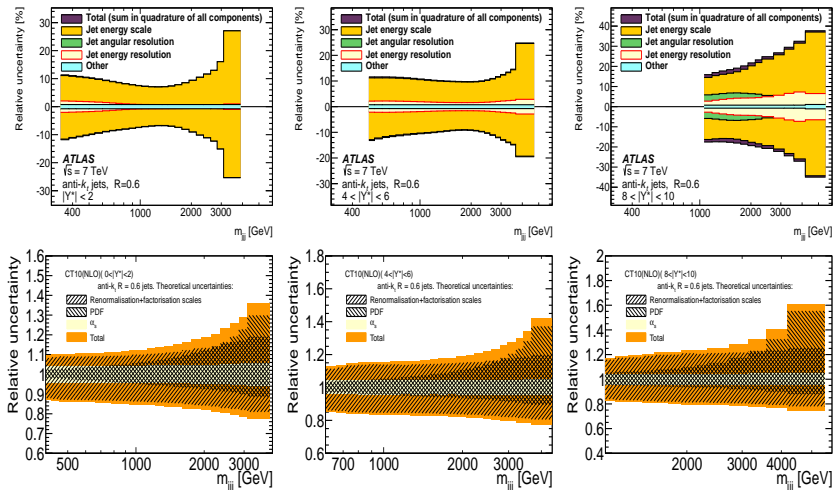 Relative uncertainty [%]
30
20
10
0
-10
-20
-30
Total (sum in quadrature of all components)
Jet energy scale
Jet angular resolution
Jet energy resolution
Other
ATLAS
√s = 7 TeV
anti-kt jets, R=0.6
|Y*| < 2
400 1000 2000 3000
mjjj [GeV]
Relative uncertainty [%]
30
20
10
0
-10
-20
-30
Total (sum in quadrature of all components)
Jet energy scale
Jet angular resolution
Jet energy resolution
Other
ATLAS
√s = 7 TeV
anti-kt jets, R=0.6
4 < |Y*| < 6
400 1000 2000 3000
mjjj [GeV]
Relative uncertainty [%]
50
40
30
20
10
0
-10
-20
-30
-40
Total (sum in quadrature of all components)
Jet energy scale
Jet angular resolution
Jet energy resolution
Other
ATLAS
√s = 7 TeV
anti-kt jets, R=0.6
8 < |Y*| < 10
400 1000 2000 3000
mjjj [GeV]
Relative uncertainty
1.6
1.5
1.4
1.3
1.2
1.1
1
0.9
0.8
0.7
0.6
CT10(NLO)( 0<|Y*|<2)
anti-kt R = 0.6 jets. Theoretical uncertainties:
Renormalisation+factorisation scales
PDF
αs
Total
500 1000 2000 3000
mjjj [GeV]
Relative uncertainty
1.8
1.6
1.4
1.2
1
0.8
0.6
CT10(NLO)( 4<|Y*|<6)
anti-kt R = 0.6 jets. Theoretical uncertainties:
Renormalisation+factorisation scales
PDF
αs
Total
700 1000 2000 3000
mjjj [GeV]
Relative uncertainty
2
1.8
1.6
1.4
1.2
1
0.8
0.6
0.4
CT10(NLO)( 8<|Y*|<10)
anti-kt R = 0.6 jets. Theoretical uncertainties:
Renormalisation+factorisation scales
PDF
αs
Total
2000 3000 4000
mjjj [GeV]